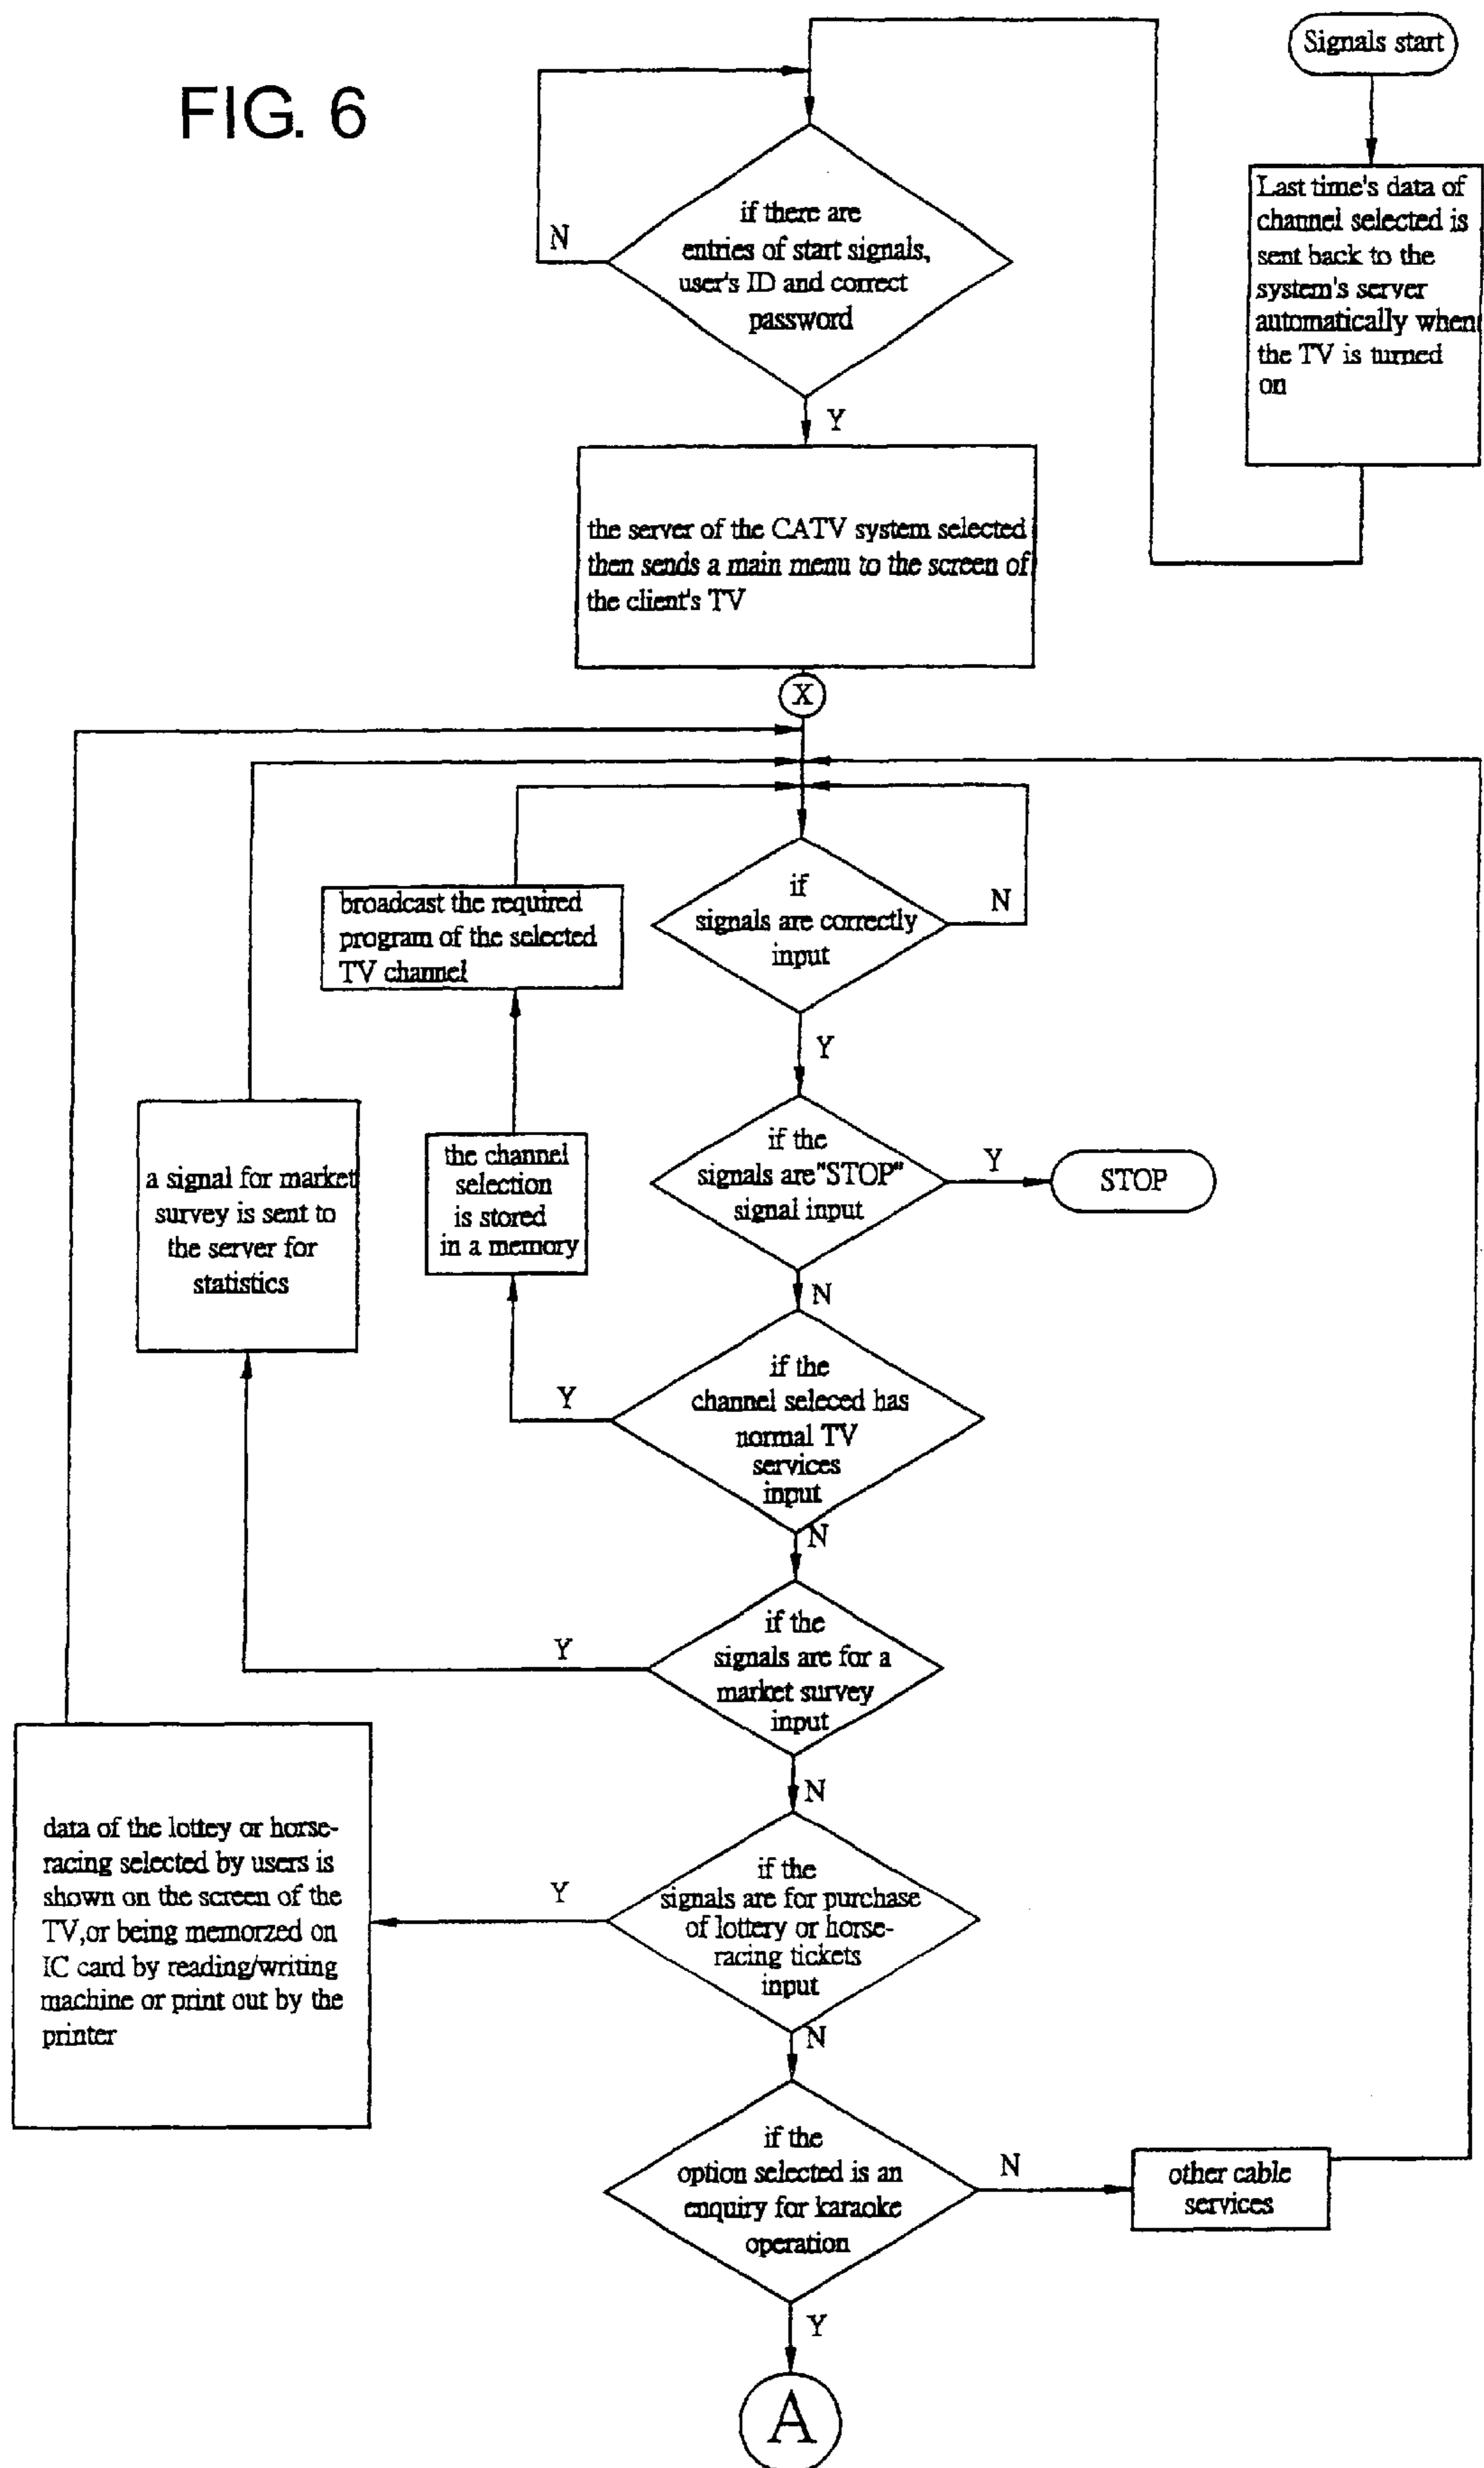 FIG. 6
Signals start
Last time's data of
channel selected is
sent back to the
system's server
automatically when
the TV is turned
on
if there are
entries of start signals,
user's ID and correct
password
N
Y
the server of the CATV system selected
then sends a main menu to the screen of
the client's TV
X
if
signals are correctly
input
N
Y
broadcast the required
program of the selected
TV channel
if the
signals are "STOP"
signal input
Y
STOP
N
the channel
selection
is stored
in a memory
a signal for market
survey is sent to
the server for
statistics
if the
channel seleced has
normal TV
services
input
Y
N
if the
signals are for a
market survey
input
Y
N
data of the lottey or horse-
racing selected by users is
shown on the screen of the
TV,or being memorzed on
IC card by reading/writing
machine or print out by the
printer
if the
signals are for purchase
of lottery or horse-
racing tickets
input
Y
N
if the
option selected is an
enquiry for karaoke
operation
N
other cable
services
Y
A